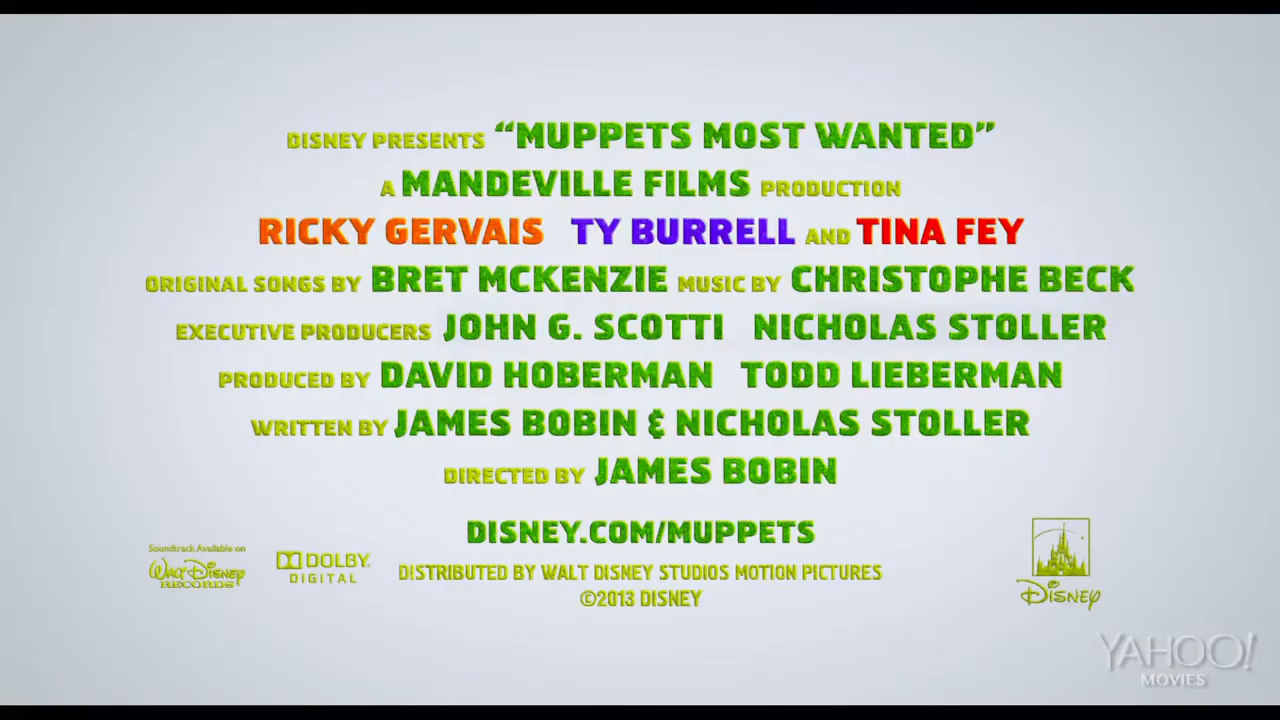 DISNEY PRESENTS “MUPPETS MOST WANTED”
A MANDEVILLE FILMS PRODUCTION
RICKY GERVAIS TY BURRELL AND TINA FEY
ORIGINAL SONGS BY BRET MCKENZIE MUSIC BY CHRISTOPHE BECK
EXECUTIVE PRODUCERS JOHN G. SCOTTI NICHOLAS STOLLER
PRODUCED BY DAVID HOBERMAN TODD LIEBERMAN
WRITTEN BY JAMES BOBIN & NICHOLAS STOLLER
DIRECTED BY JAMES BOBIN
DISNEY.COM/MUPPETS
Soundtrack Available on
WALT DISNEY
RECORDS
DOLBY.
DIGITAL
DISTRIBUTED BY WALT DISNEY STUDIOS MOTION PICTURES
©2013 DISNEY
DISNEY
YAHOO!
MOVIES